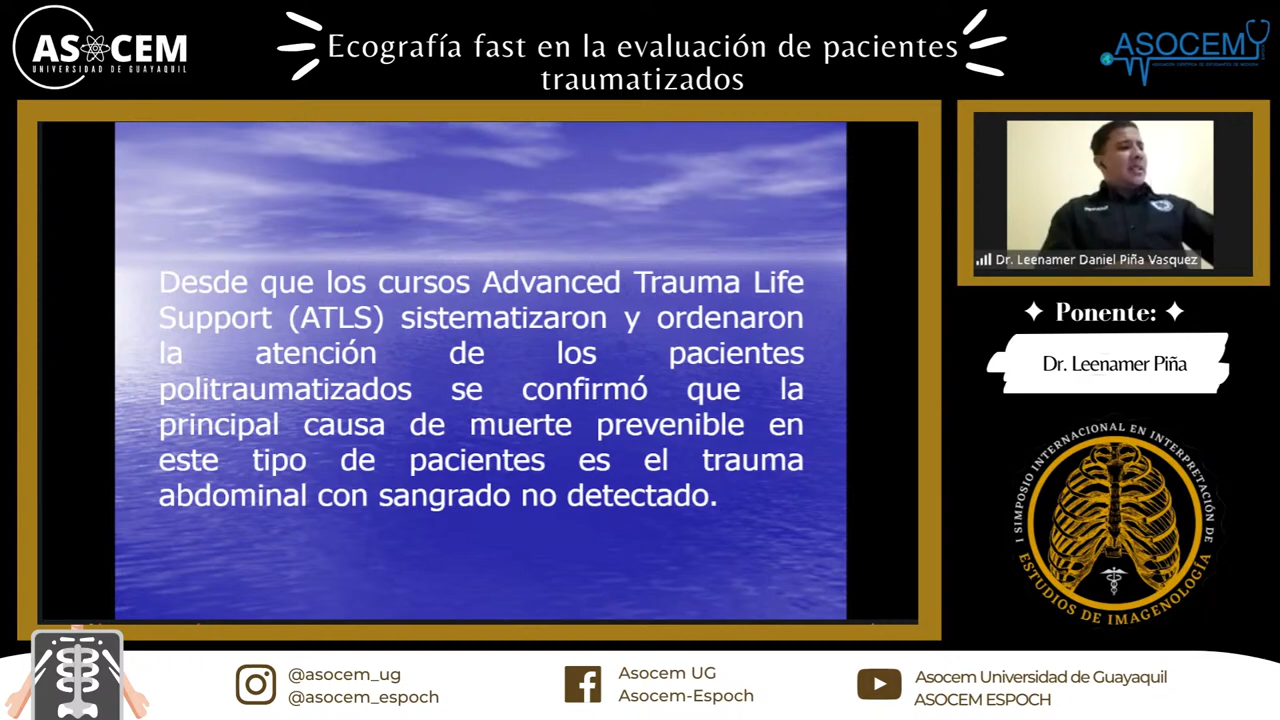 ASOCEM
UNIVERSIDAD DE GUAYAQUIL
Ecografía fast en la evaluación de pacientes
traumatizados
ASOCEM
Desde que los cursos Advanced Trauma Life
Support (ATLS) sistematizaron y ordenaron
la atención de los pacientes
politraumatizados se confirmó que la
principal causa de muerte prevenible en
este tipo de pacientes es el trauma
abdominal con sangrado no detectado.
Dr. Leenamer Daniel Piña Vasquez
Ponente:
Dr. Leenamer Piña
I SIMPOSIO INTERNACIONAL EN INTERPRETACIÓN DE
ESTUDIOS DE IMAGENOLOGÍA
@asocem_ug
@asocem_espoch
Asocem UG
Asocem-Espoch
Asocem Universidad de Guayaquil
ASOCEM ESPOCH